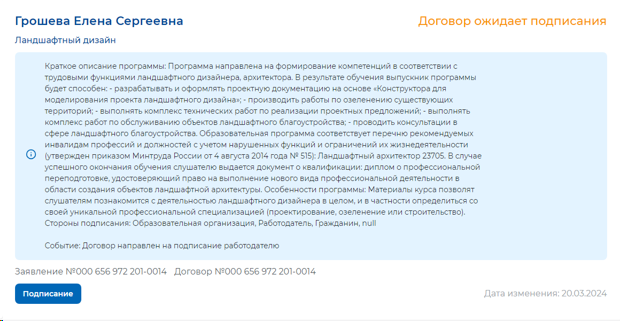 Грошева Елена Сергеевна
Договор ожидает подписания
Ландшафтный дизайн
Краткое описание программы: Программа направлена на формирование компетенций в соответствии с
трудовыми функциями ландшафтного дизайнера, архитектора. В результате обучения выпускник программы
будет способен: - разрабатывать и оформлять проектную документацию на основе «Конструктора для
моделирования проекта ландшафтного дизайна»; - производить работы по озеленению существующих
территорий; - выполнять комплекс технических работ по реализации проектных предложений; - выполнять
комплекс работ по обслуживанию объектов ландшафтного благоустройства; - проводить консультации в
сфере ландшафтного благоустройства. Образовательная программа соответствует перечню рекомендуемых
инвалидам профессий и должностей с учетом нарушенных функций и ограничений их жизнедеятельности
(утвержден приказом Минтруда России от 4 августа 2014 года № 515): Ландшафтный архитектор 23705. В случае
успешного окончания обучения слушателю выдается документ о квалификации: диплом о профессиональной
переподготовке, удостоверяющий право на выполнение нового вида профессиональной деятельности в
области создания объектов ландшафтной архитектуры. Особенности программы: Материалы курса позволят
слушателям познакомится с деятельностью ландшафтного дизайнера в целом, и в частности определиться со
своей уникальной профессиональной специализацией (проектирование, озеленение или строительство).
Стороны подписания: Образовательная организация, Работодатель, Гражданин, null
Событие: Договор направлен на подписание работодателю
Заявление №000 656 972 201-0014 Договор №000 656 972 201-0014
Подписание
Дата изменения: 20.03.2024